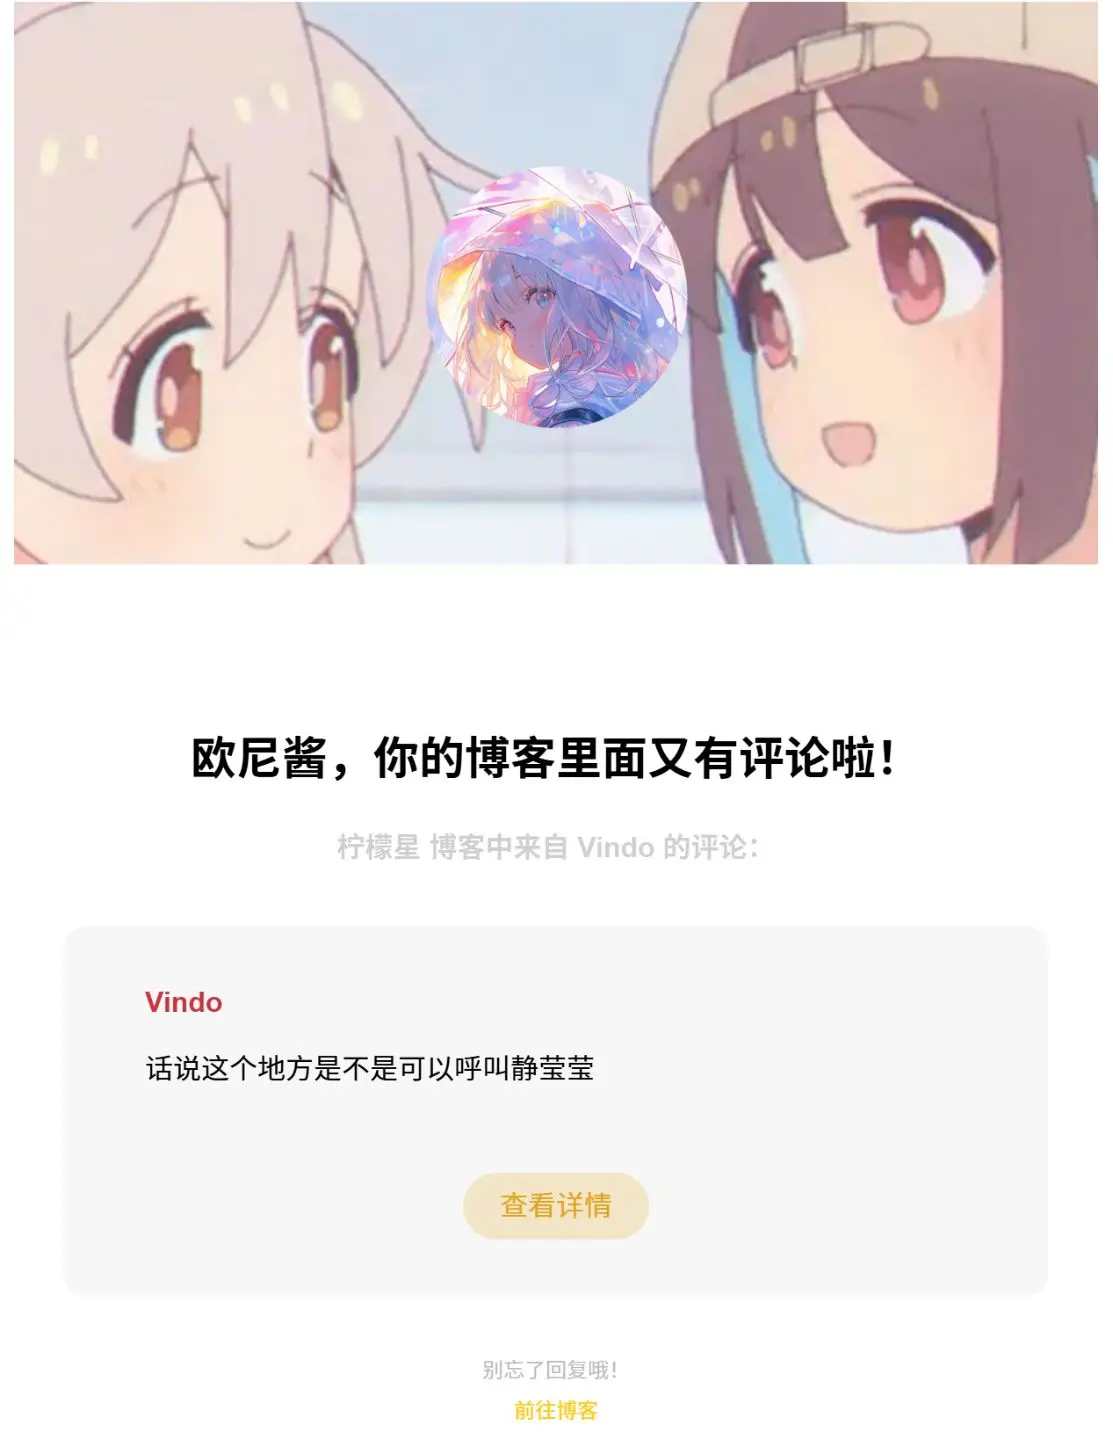 欧尼酱，你的博客里面又有评论啦！
柠檬星 博客中来自 Vindo 的评论：
Vindo
话说这个地方是不是可以呼叫静莹莹
查看详情
别忘了回复哦！
前往博客